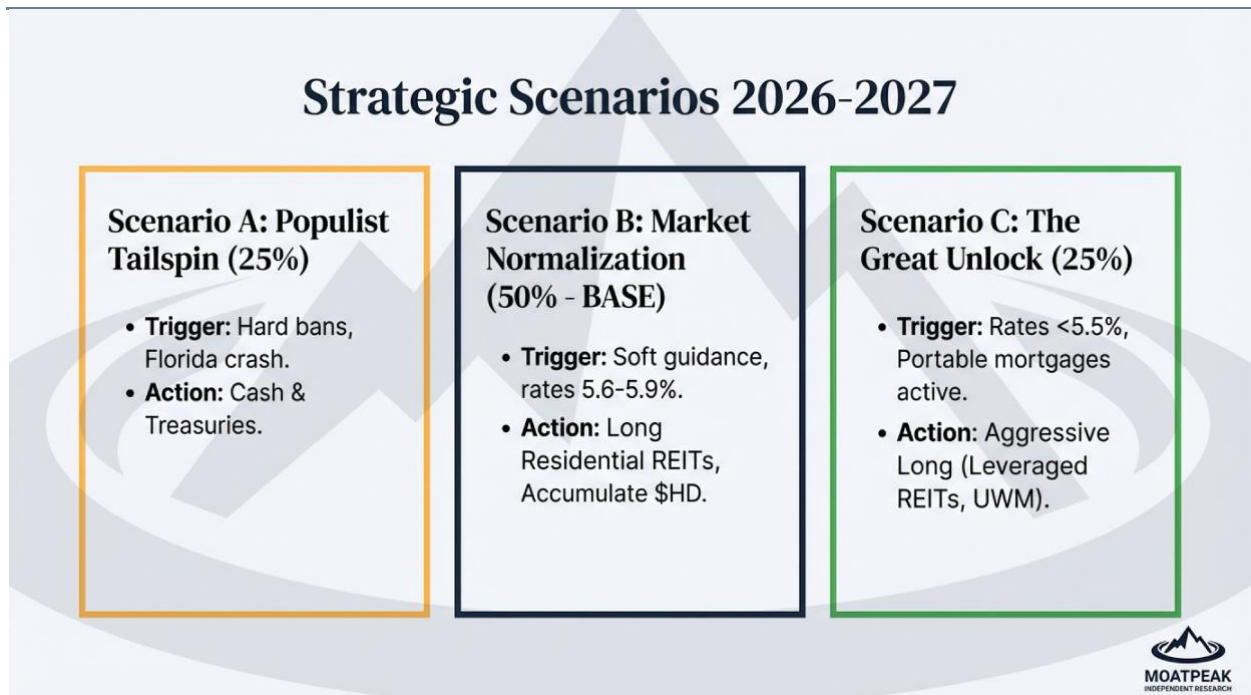 Strategic Scenarios 2026-2027
Scenario A: Populist
Tailspin (25%)
• Trigger: Hard bans,
Florida crash.
• Action: Cash &
Treasuries.
Scenario B: Market
Normalization
(50% - BASE)
• Trigger: Soft guidance,
rates 5.6-5.9%.
• Action: Long
Residential REITs,
Accumulate $HD.
Scenario C: The
Great Unlock (25%)
• Trigger: Rates <5.5%,
Portable mortgages
active.
• Action: Aggressive
Long (Leveraged
REITs, UWM).
MOATPEAK
INDEPENDENT RESEARCH